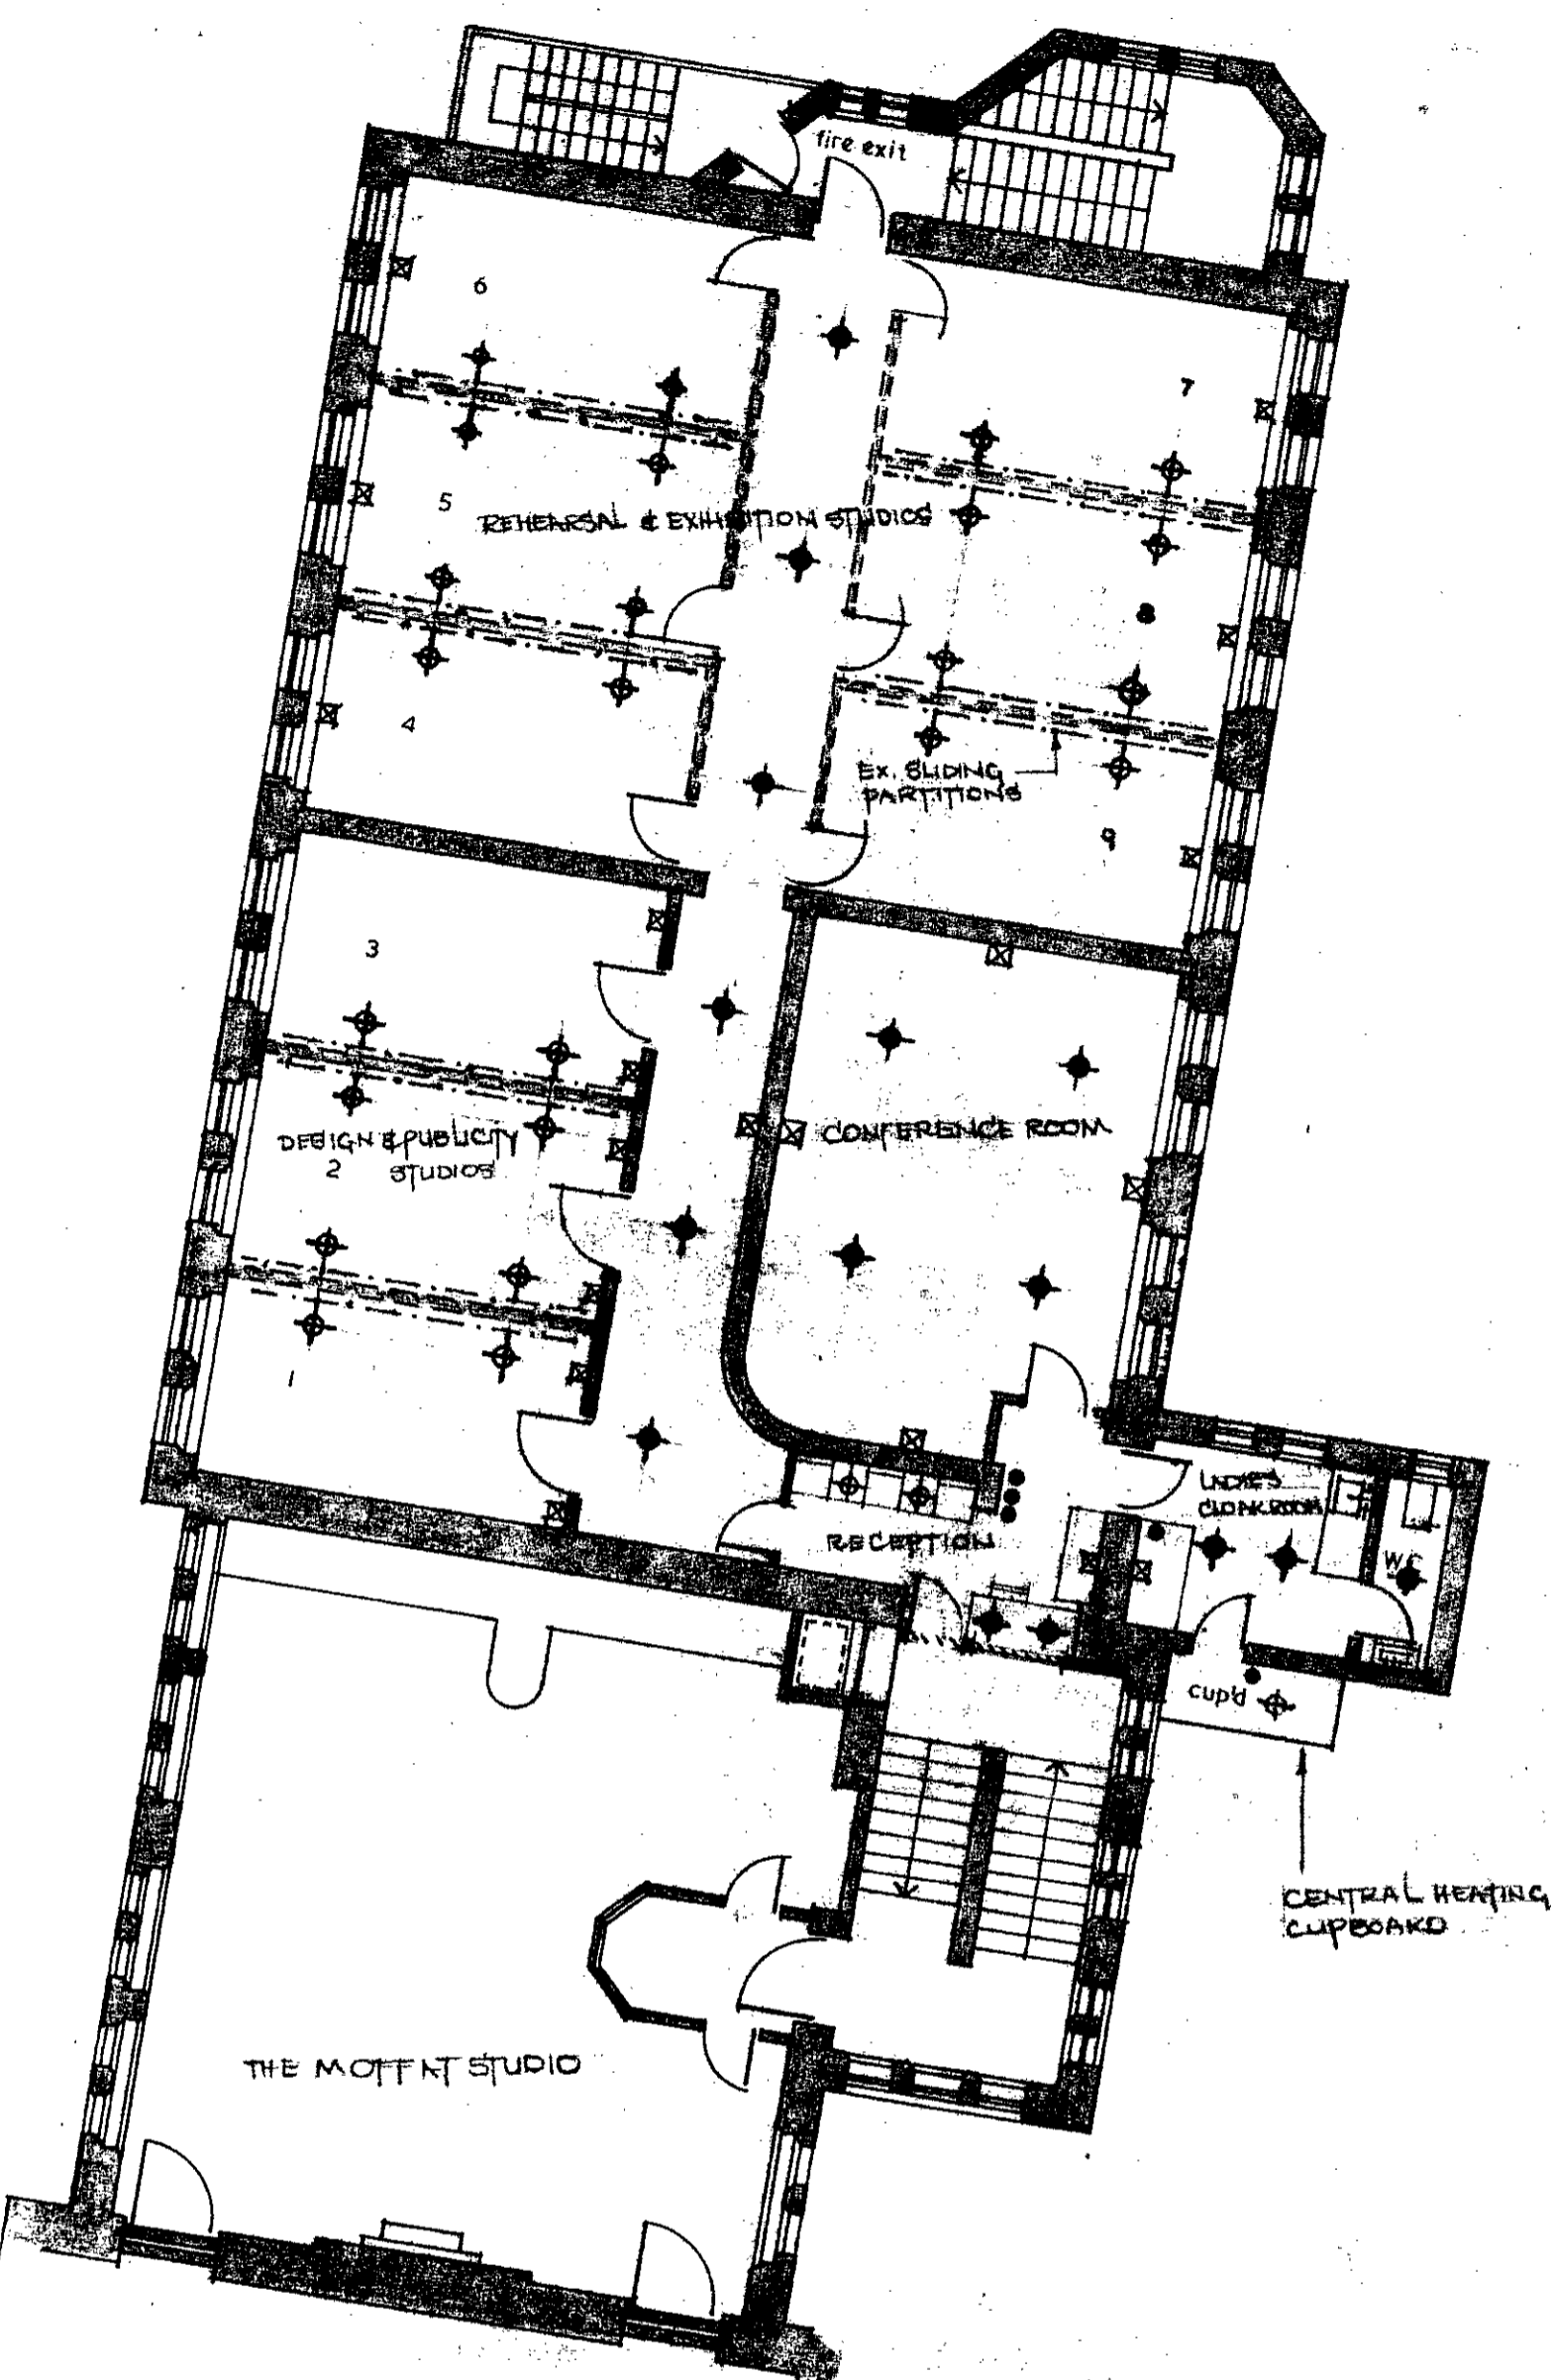 fire exit
6
7
5
REHEARSAL & EXHIBITION STUDIOS
8
4
EX. SLIDING
PARTITIONS
9
3
CONFERENCE ROOM
DESIGN & PUBLICITY
2 STUDIOS
1
LADIES
CLOAKROOM
RECEPTION
WC
cup'd
CENTRAL HEATING
CUPBOARD
THE MOFFAT STUDIO